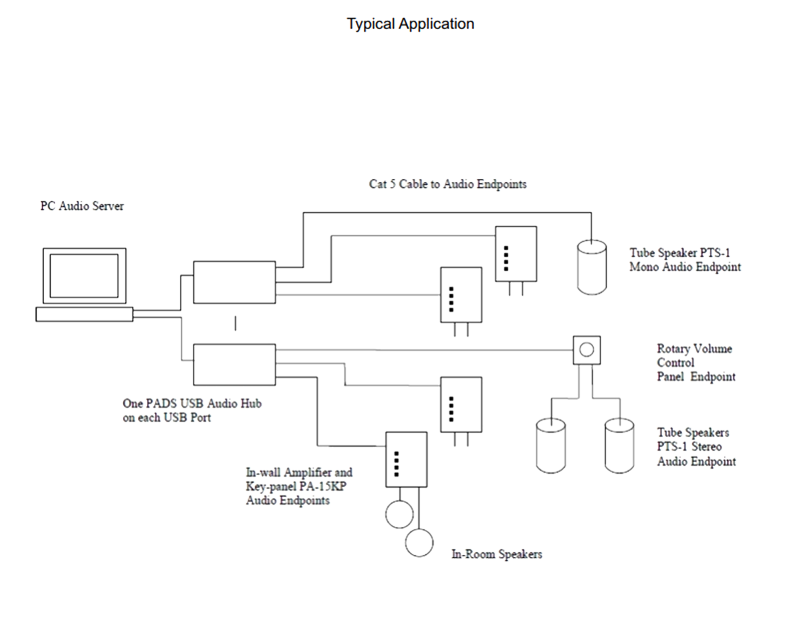 Typical Application
Cat 5 Cable to Audio Endpoints
PC Audio Server
Tube Speaker PTS-1
Mono Audio Endpoint
Rotary Volume
Control
Panel Endpoint
One PADS USB Audio Hub
on each USB Port
Tube Speakers
PTS-1 Stereo
Audio Endpoint
In-wall Amplifier and
Key-panel PA-15KP
Audio Endpoints
In-Room Speakers